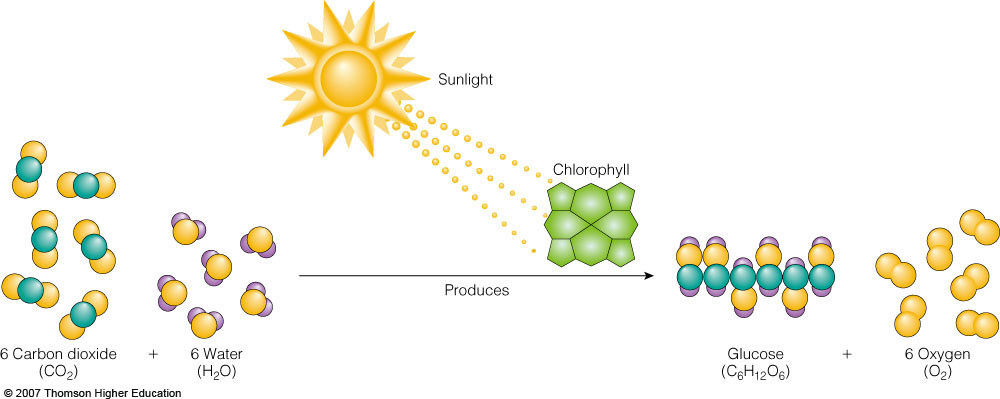 Sunlight
Chlorophyll
Produces
6 Carbon dioxide + 6 Water Glucose + 6 Oxygen
(CO₂) (H₂O) (C₆H₁₂O₆) (O₂)
© 2007 Thomson Higher Education